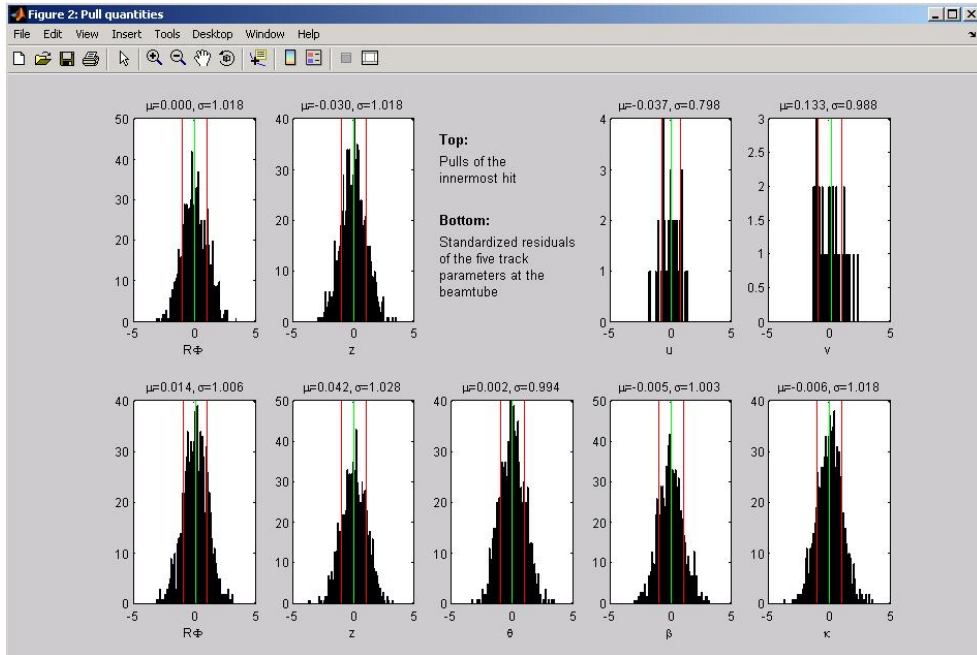 Figure 2: Pull quantities
File Edit View Insert Tools Desktop Window Help
μ=0.000, σ=1.018
50
40
30
20
10
0
-5 0 5
RΦ
μ=-0.030, σ=1.018
40
30
20
10
0
-5 0 5
z
Top:
Pulls of the
innermost hit
Bottom:
Standardized residuals
of the five track
parameters at the
beamtube
μ=-0.037, σ=0.798
4
3
2
1
0
-5 0 5
u
μ=0.133, σ=0.988
3
2.5
2
1.5
1
0.5
0
-5 0 5
v
μ=0.014, σ=1.006
40
30
20
10
0
-5 0 5
RΦ
μ=0.042, σ=1.028
50
40
30
20
10
0
-5 0 5
z
μ=0.002, σ=0.994
40
30
20
10
0
-5 0 5
θ
μ=-0.005, σ=1.003
50
40
30
20
10
0
-5 0 5
β
μ=-0.006, σ=1.018
40
30
20
10
0
-5 0 5
κ